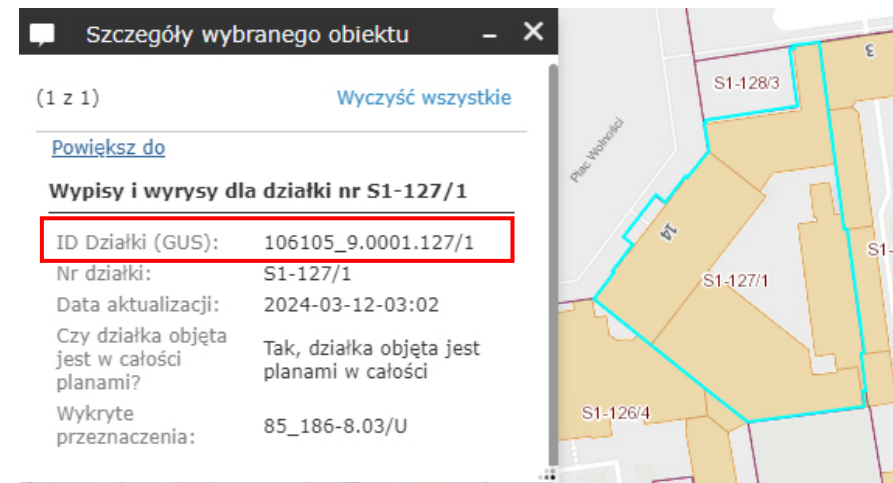 Szczegóły wybranego obiektu
(1 z 1) Wyczyść wszystkie
Powiększ do
Wypisy i wyrysy dla działki nr S1-127/1
ID Działki (GUS): 106105_9.0001.127/1
Nr działki: S1-127/1
Data aktualizacji: 2024-03-12-03:02
Czy działka objęta jest w całości planami? Tak, działka objęta jest planami w całości
Wykryte przeznaczenia: 85_186-8.03/U
S1-128/3
3
Plac Wolności
14
S1-127/1
S1-
S1-126/4